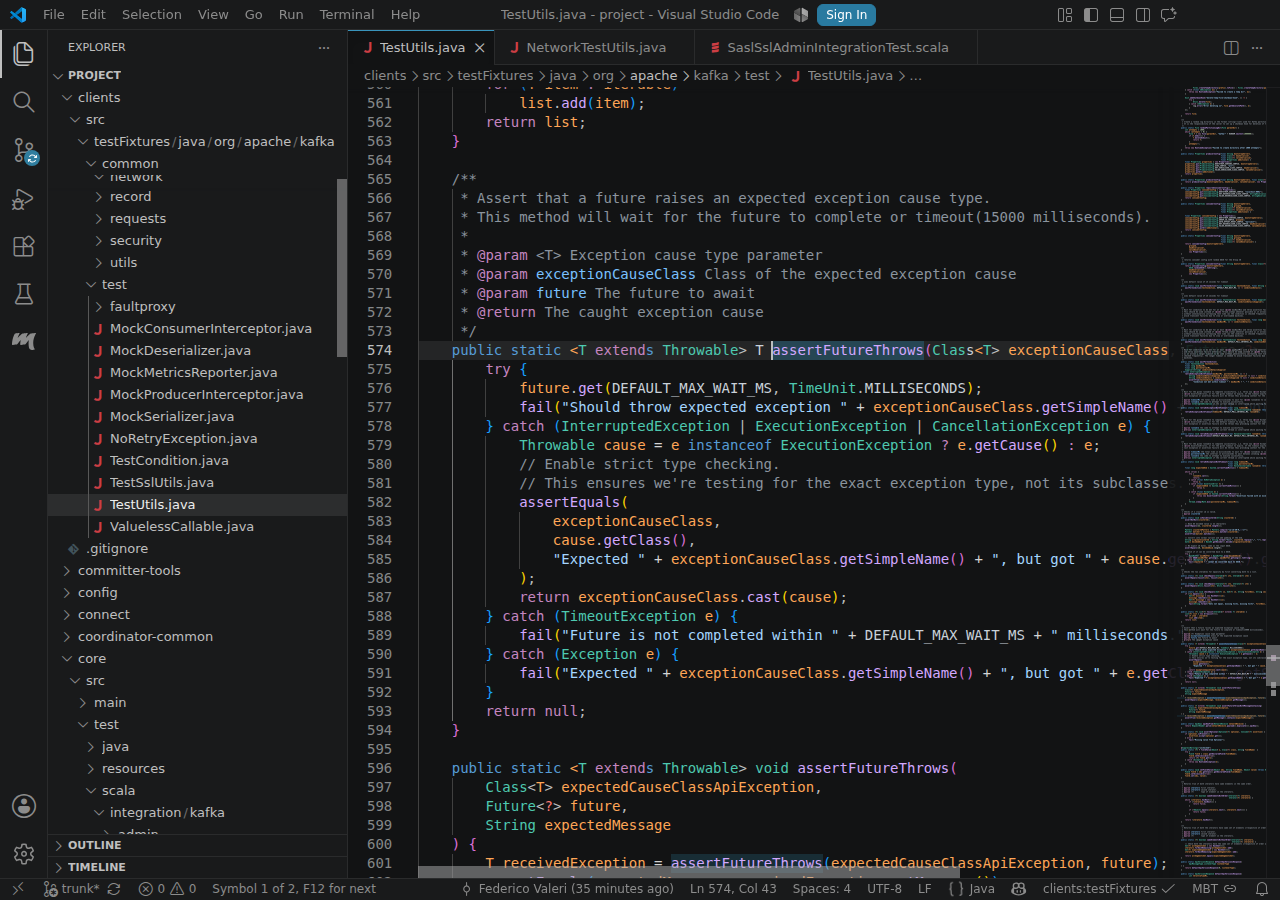 File Edit Selection View Go Run Terminal Help TestUtils.java - project - Visual Studio Code Sign In
EXPLORER
PROJECT
clients
src
testFixtures/java/org/apache/kafka
common
network
record
requests
security
utils
test
faultproxy
MockConsumerInterceptor.java
MockDeserializer.java
MockMetricsReporter.java
MockProducerInterceptor.java
MockSerializer.java
NoRetryException.java
TestCondition.java
TestSslUtils.java
TestUtils.java
ValuelessCallable.java
.gitignore
committer-tools
config
connect
coordinator-common
core
src
main
test
java
resources
scala
integration/kafka
admin
OUTLINE
TIMELINE
TestUtils.java NetworkTestUtils.java SaslSslAdminIntegrationTest.scala
clients > src > testFixtures > java > org > apache > kafka > test > TestUtils.java > ...
560 for (T item : iterable)
561 list.add(item);
562 return list;
563 }
564
565 /**
566 * Assert that a future raises an expected exception cause type.
567 * This method will wait for the future to complete or timeout(15000 milliseconds).
568 *
569 * @param <T> Exception cause type parameter
570 * @param exceptionCauseClass Class of the expected exception cause
571 * @param future The future to await
572 * @return The caught exception cause
573 */
574 public static <T extends Throwable> T assertFutureThrows(Class<T> exceptionCauseClass
575 try {
576 future.get(DEFAULT_MAX_WAIT_MS, TimeUnit.MILLISECONDS);
577 fail("Should throw expected exception " + exceptionCauseClass.getSimpleName()
578 } catch (InterruptedException | ExecutionException | CancellationException e) {
579 Throwable cause = e instanceof ExecutionException ? e.getCause() : e;
580 // Enable strict type checking.
581 // This ensures we're testing for the exact exception type, not its subclasses.
582 assertEquals(
583 exceptionCauseClass,
584 cause.getClass(),
585 "Expected " + exceptionCauseClass.getSimpleName() + ", but got " + cause.
586 );
587 return exceptionCauseClass.cast(cause);
588 } catch (TimeoutException e) {
589 fail("Future is not completed within " + DEFAULT_MAX_WAIT_MS + " milliseconds
590 } catch (Exception e) {
591 fail("Expected " + exceptionCauseClass.getSimpleName() + ", but got " + e.get
592 }
593 return null;
594 }
595
596 public static <T extends Throwable> void assertFutureThrows(
597 Class<T> expectedCauseClassApiException,
598 Future<?> future,
599 String expectedMessage
600 ) {
601 T receivedException = assertFutureThrows(expectedCauseClassApiException, future);
trunk* 0 0 Symbol 1 of 2, F12 for next Federico Valeri (35 minutes ago) Ln 574, Col 43 Spaces: 4 UTF-8 LF { } Java clients:testFixtures MBT